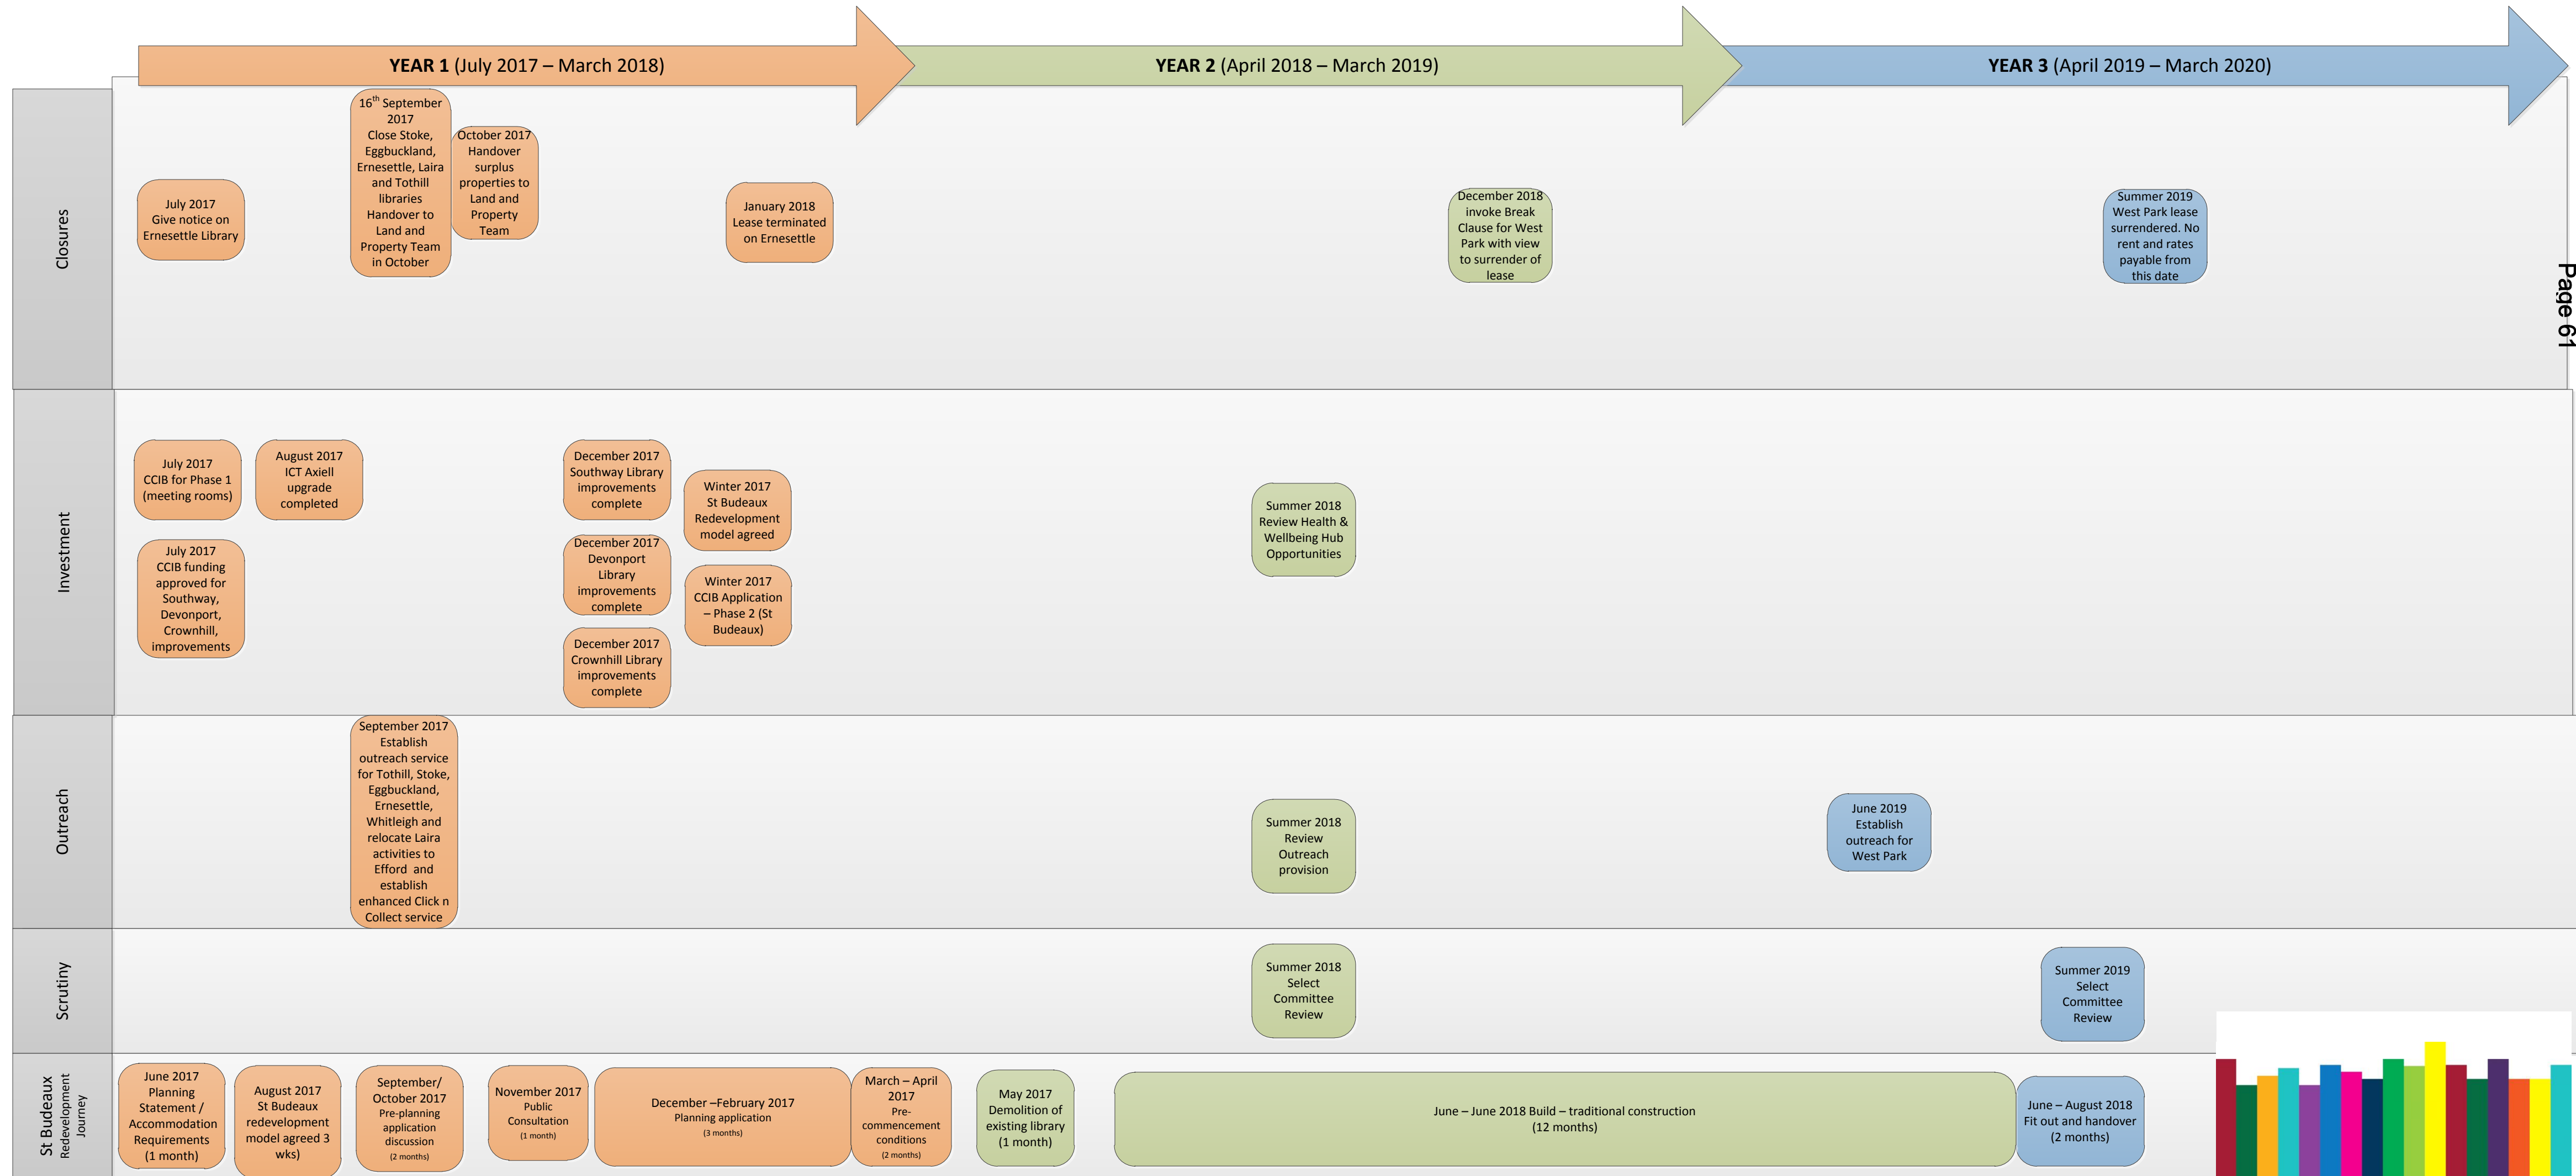 YEAR 1 (July 2017 – March 2018)
YEAR 2 (April 2018 – March 2019)
YEAR 3 (April 2019 – March 2020)
Closures
July 2017
Give notice on
Ernesettle Library
16th September
2017
Close Stoke,
Eggbuckland,
Ernesettle, Laira
and Tothill
libraries
Handover to
Land and
Property Team
in October
October 2017
Handover
surplus
properties to
Land and
Property
Team
January 2018
Lease terminated
on Ernesettle
December 2018
invoke Break
Clause for West
Park with view
to surrender of
lease
Summer 2019
West Park lease
surrendered. No
rent and rates
payable from
this date
Page 61
Investment
July 2017
CCIB for Phase 1
(meeting rooms)
August 2017
ICT Axiell
upgrade
completed
July 2017
CCIB funding
approved for
Southway,
Devonport,
Crownhill,
improvements
December 2017
Southway Library
improvements
complete
December 2017
Devonport
Library
improvements
complete
December 2017
Crownhill Library
improvements
complete
Winter 2017
St Budeaux
Redevelopment
model agreed
Winter 2017
CCIB Application
– Phase 2 (St
Budeaux)
Summer 2018
Review Health &
Wellbeing Hub
Opportunities
Outreach
September 2017
Establish
outreach service
for Tothill, Stoke,
Eggbuckland,
Ernesettle,
Whitleigh and
relocate Laira
activities to
Efford and
establish
enhanced Click n
Collect service
Summer 2018
Review
Outreach
provision
June 2019
Establish
outreach for
West Park
Scrutiny
Summer 2018
Select
Committee
Review
Summer 2019
Select
Committee
Review
St Budeaux
Redevelopment
Journey
June 2017
Planning
Statement /
Accommodation
Requirements
(1 month)
August 2017
St Budeaux
redevelopment
model agreed 3
wks)
September/
October 2017
Pre-planning
application
discussion
(2 months)
November 2017
Public
Consultation
(1 month)
December –February 2017
Planning application
(3 months)
March – April
2017
Pre-
commencement
conditions
(2 months)
May 2017
Demolition of
existing library
(1 month)
June – June 2018 Build – traditional construction
(12 months)
June – August 2018
Fit out and handover
(2 months)